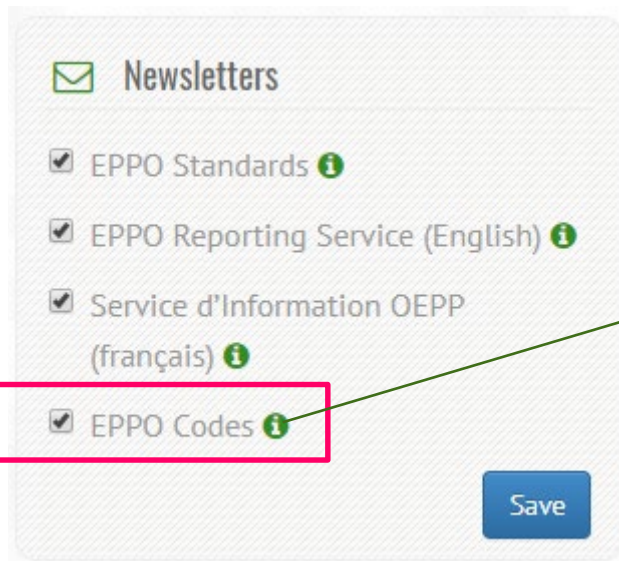 Newsletters
EPPO Standards
EPPO Reporting Service (English)
Service d'Information OEPP
(français)
EPPO Codes
Save